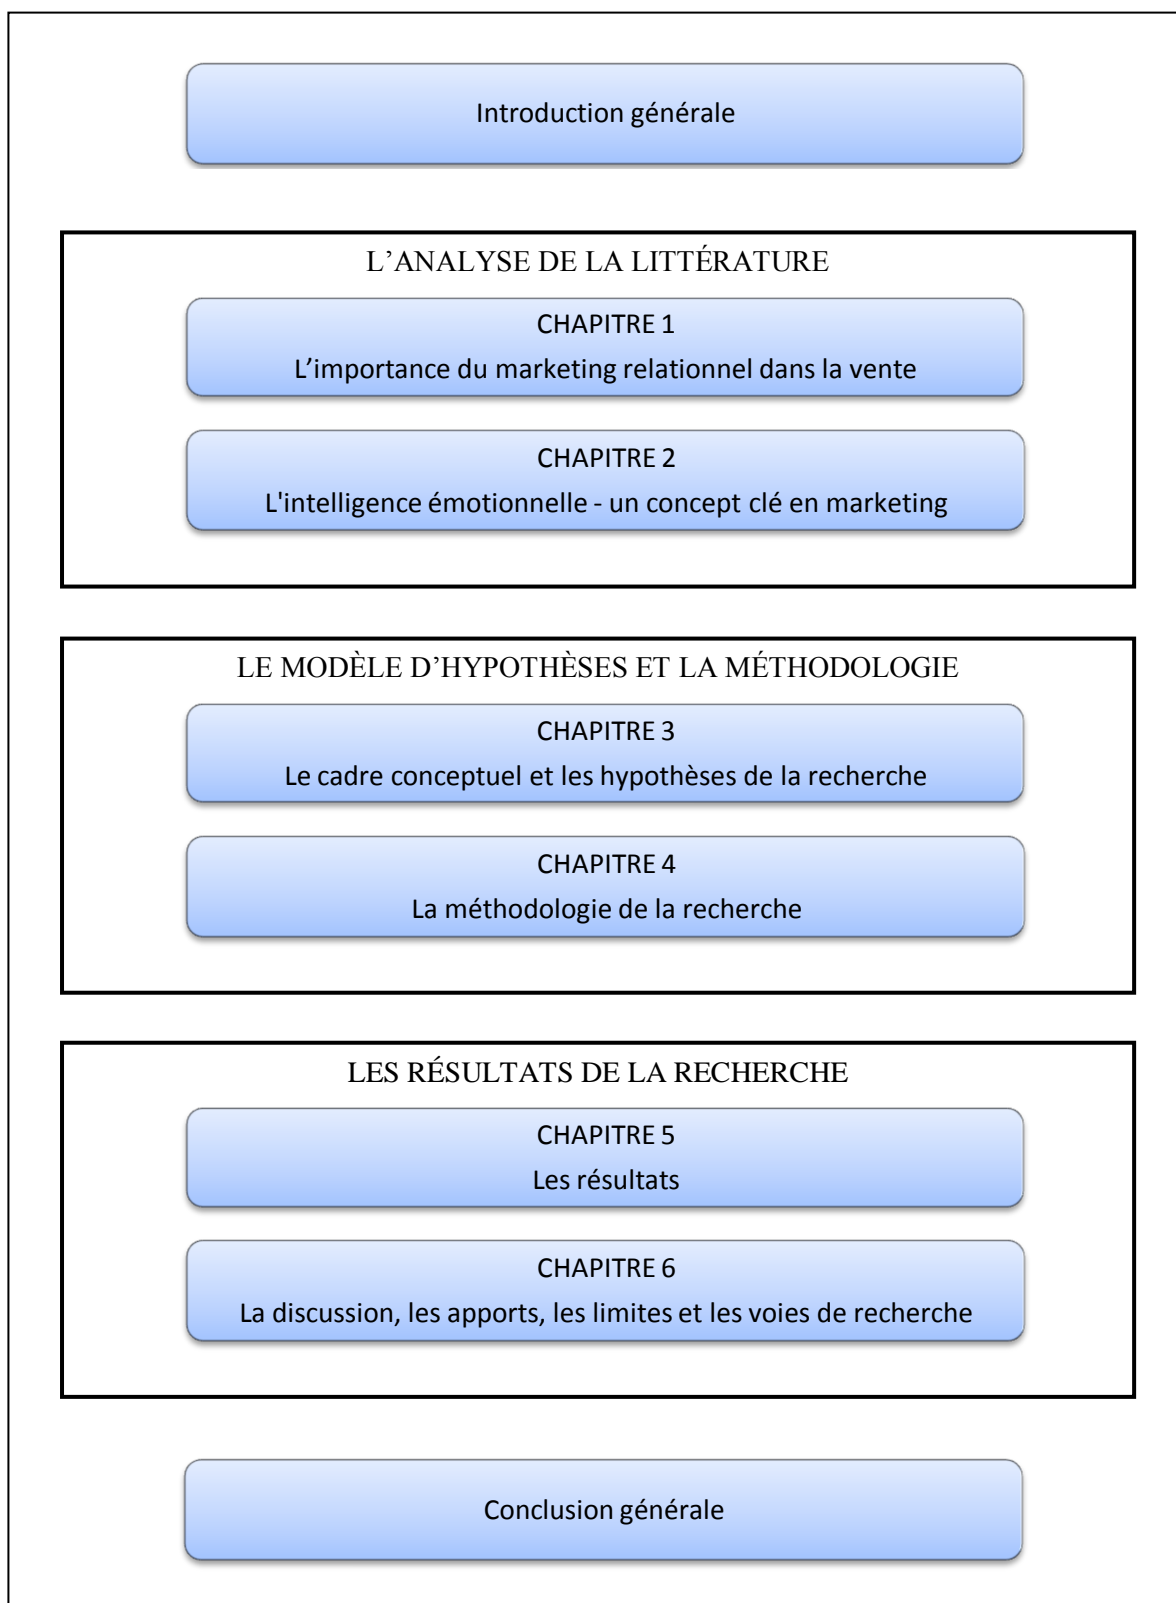 Introduction générale
L’ANALYSE DE LA LITTÉRATURE
CHAPITRE 1
L’importance du marketing relationnel dans la vente
CHAPITRE 2
L'intelligence émotionnelle - un concept clé en marketing
LE MODÈLE D’HYPOTHÈSES ET LA MÉTHODOLOGIE
CHAPITRE 3
Le cadre conceptuel et les hypothèses de la recherche
CHAPITRE 4
La méthodologie de la recherche
LES RÉSULTATS DE LA RECHERCHE
CHAPITRE 5
Les résultats
CHAPITRE 6
La discussion, les apports, les limites et les voies de recherche
Conclusion générale